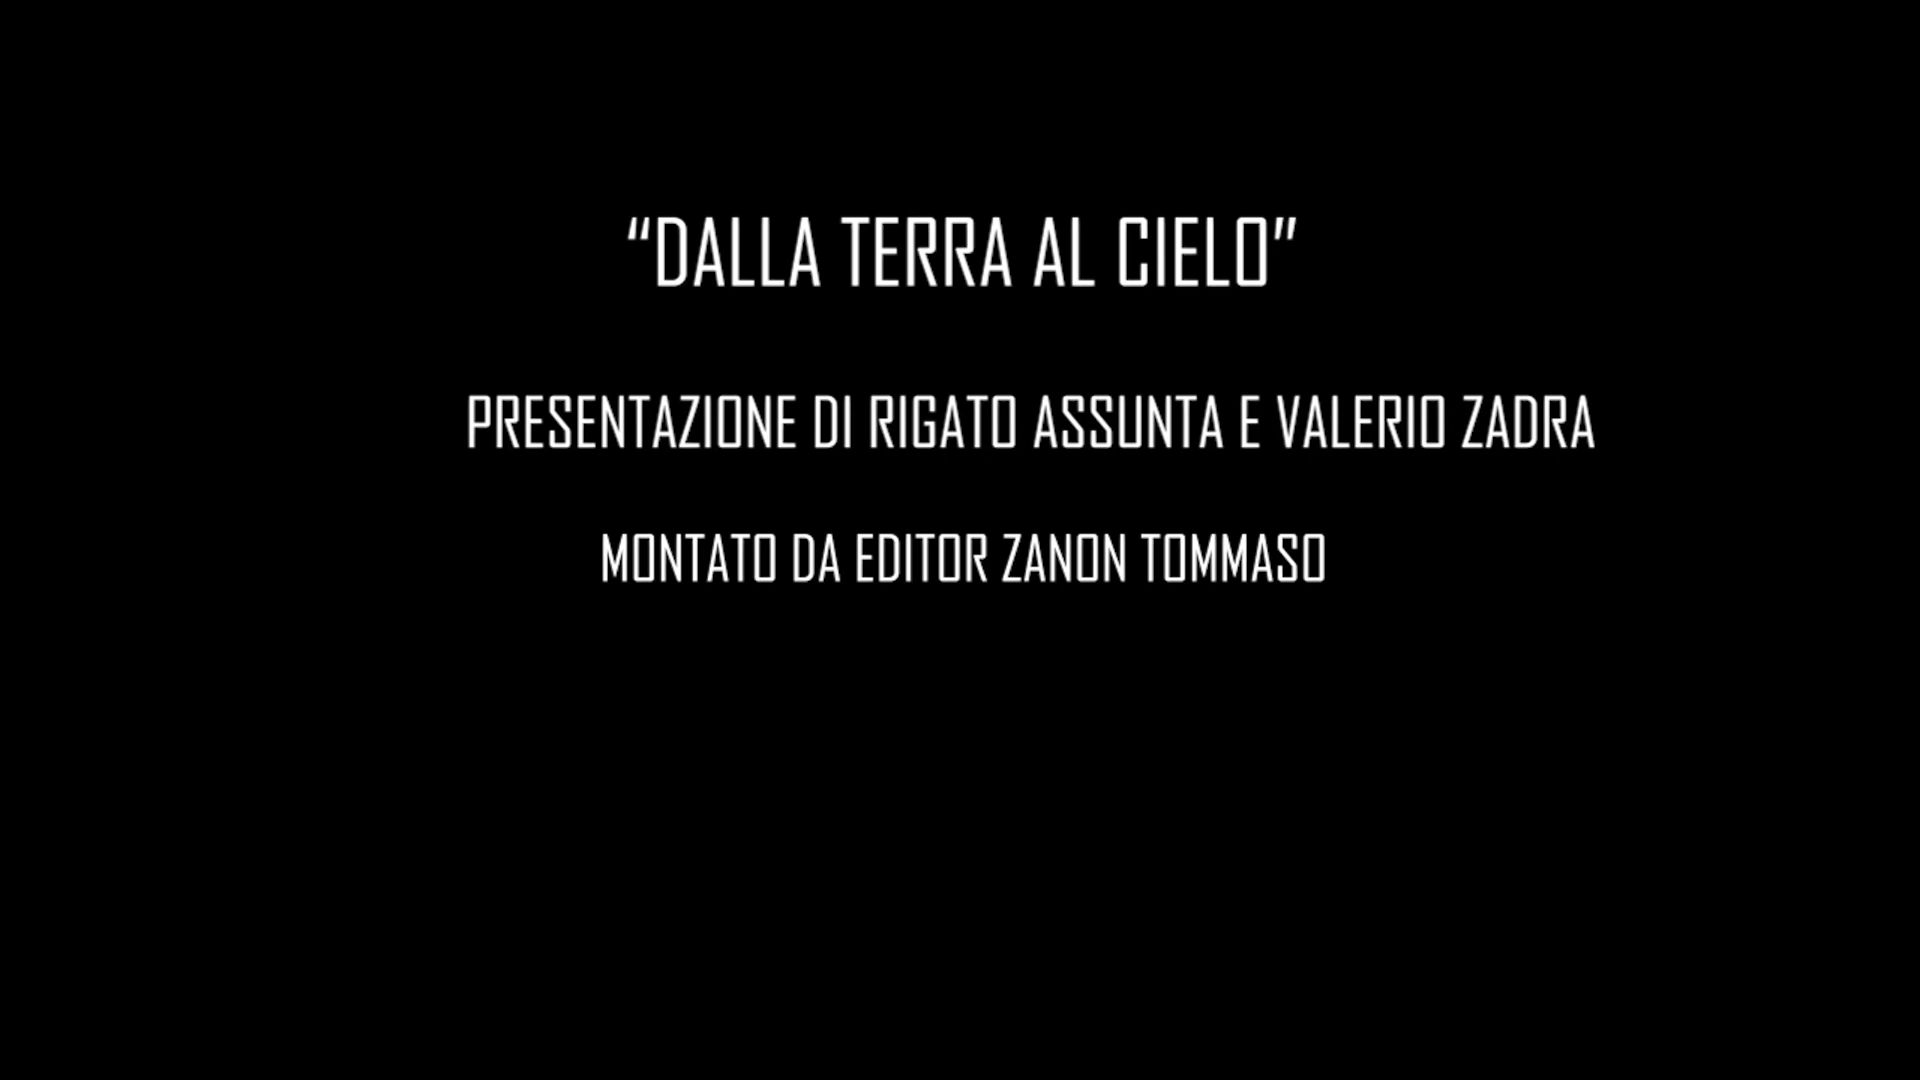 “DALLA TERRA AL CIELO”
PRESENTAZIONE DI RIGATO ASSUNTA E VALERIO ZADRA
MONTATO DA EDITOR ZANON TOMMASO